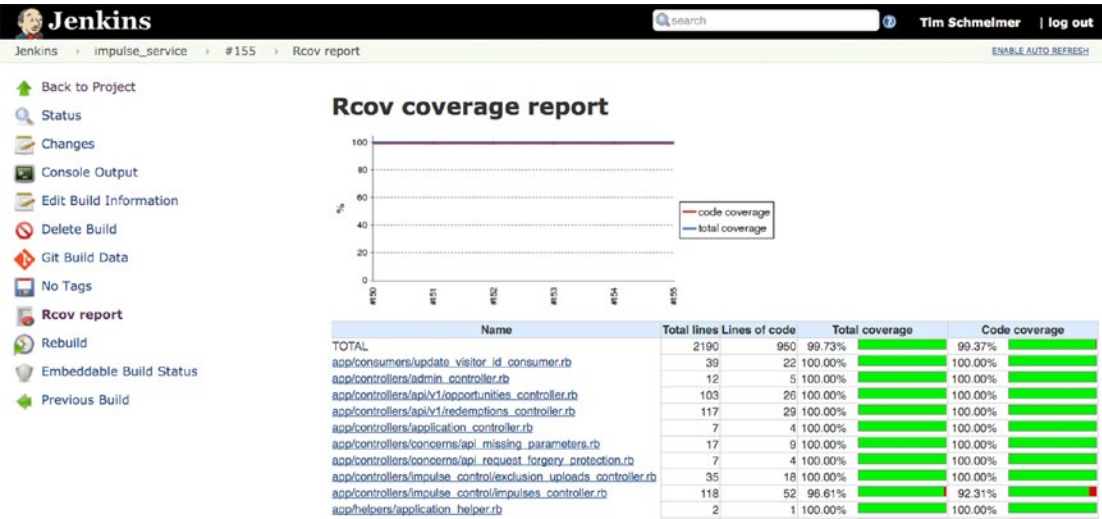 Jenkins
search
Tim Schmelmer | log out
Jenkins impulse_service #155 Rcov report
ENABLE AUTO REFRESH
Back to Project
Status
Changes
Console Output
Edit Build Information
Delete Build
Git Build Data
No Tags
Rcov report
Rebuild
Embeddable Build Status
Previous Build
Rcov coverage report
100
80
60
40
20
0
%
#150 #151 #152 #153 #154 #155
code coverage
total coverage
Name Total lines Lines of code Total coverage Code coverage
TOTAL 2190 950 99.73% 99.37%
app/consumers/update_visitor_id_consumer.rb 39 22 100.00% 100.00%
app/controllers/admin_controller.rb 12 5 100.00% 100.00%
app/controllers/api/v1/opportunities_controller.rb 103 26 100.00% 100.00%
app/controllers/api/v1/redemptions_controller.rb 117 29 100.00% 100.00%
app/controllers/application_controller.rb 7 4 100.00% 100.00%
app/controllers/concerns/api_missing_parameters.rb 17 9 100.00% 100.00%
app/controllers/concerns/api_request_forgery_protection.rb 7 4 100.00% 100.00%
app/controllers/impulse_control/exclusion_uploads_controller.rb 35 18 100.00% 100.00%
app/controllers/impulse_control/impulses_controller.rb 118 52 96.61% 92.31%
app/helpers/application_helper.rb 2 1 100.00% 100.00%